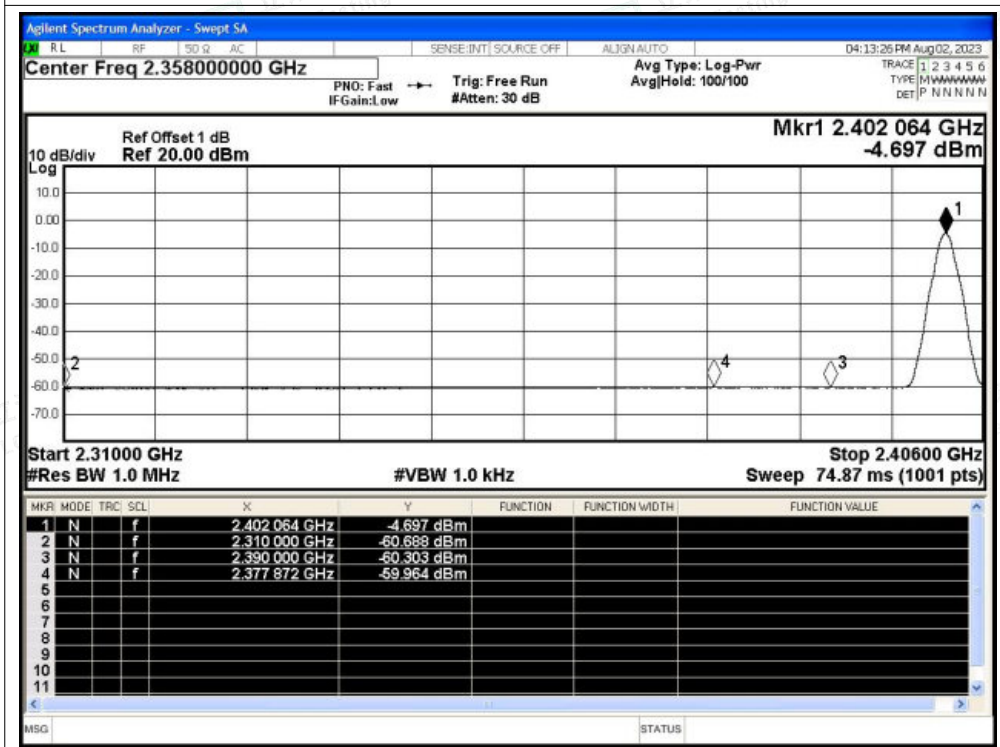 Agilent Spectrum Analyzer - Swept SA
LXI RL RF 50 Ω AC SENSE:INT SOURCE OFF ALIGN AUTO 04:13:26 PM Aug 02, 2023
Center Freq 2.358000000 GHz
PNO: Fast
IFGain:Low
Trig: Free Run
#Atten: 30 dB
Avg Type: Log-Pwr
Avg|Hold: 100/100
TRACE 1 2 3 4 5 6
TYPE M
DET P N N N N N
Mkr1 2.402 064 GHz
-4.697 dBm
Ref Offset 1 dB
10 dB/div Ref 20.00 dBm
Log
10.0
0.00
-10.0
-20.0
-30.0
-40.0
-50.0
-60.0
-70.0
1
2
4
3
Start 2.31000 GHz Stop 2.40600 GHz
#Res BW 1.0 MHz #VBW 1.0 kHz Sweep 74.87 ms (1001 pts)
MKR MODE TRC SCL X Y FUNCTION FUNCTION WIDTH FUNCTION VALUE
1 N f 2.402 064 GHz -4.697 dBm
2 N f 2.310 000 GHz -60.688 dBm
3 N f 2.390 000 GHz -60.303 dBm
4 N f 2.377 872 GHz -59.964 dBm
5
6
7
8
9
10
11
MSG STATUS